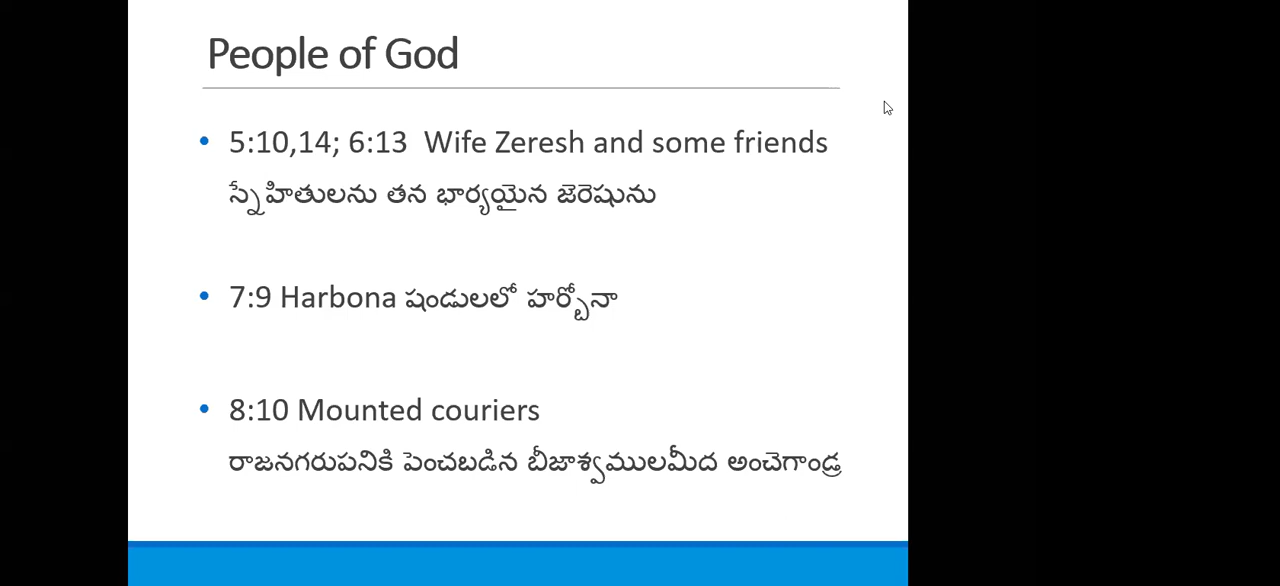 People of God
• 5:10,14; 6:13  Wife Zeresh and some friends
స్నేహితులను తన భార్యయైన జెరెషును
• 7:9 Harbona షండులలో హర్బోనా
• 8:10 Mounted couriers
రాజనగరుపనికి పెంచబడిన బీజాశ్వములమీద అంచెగాండ్ర